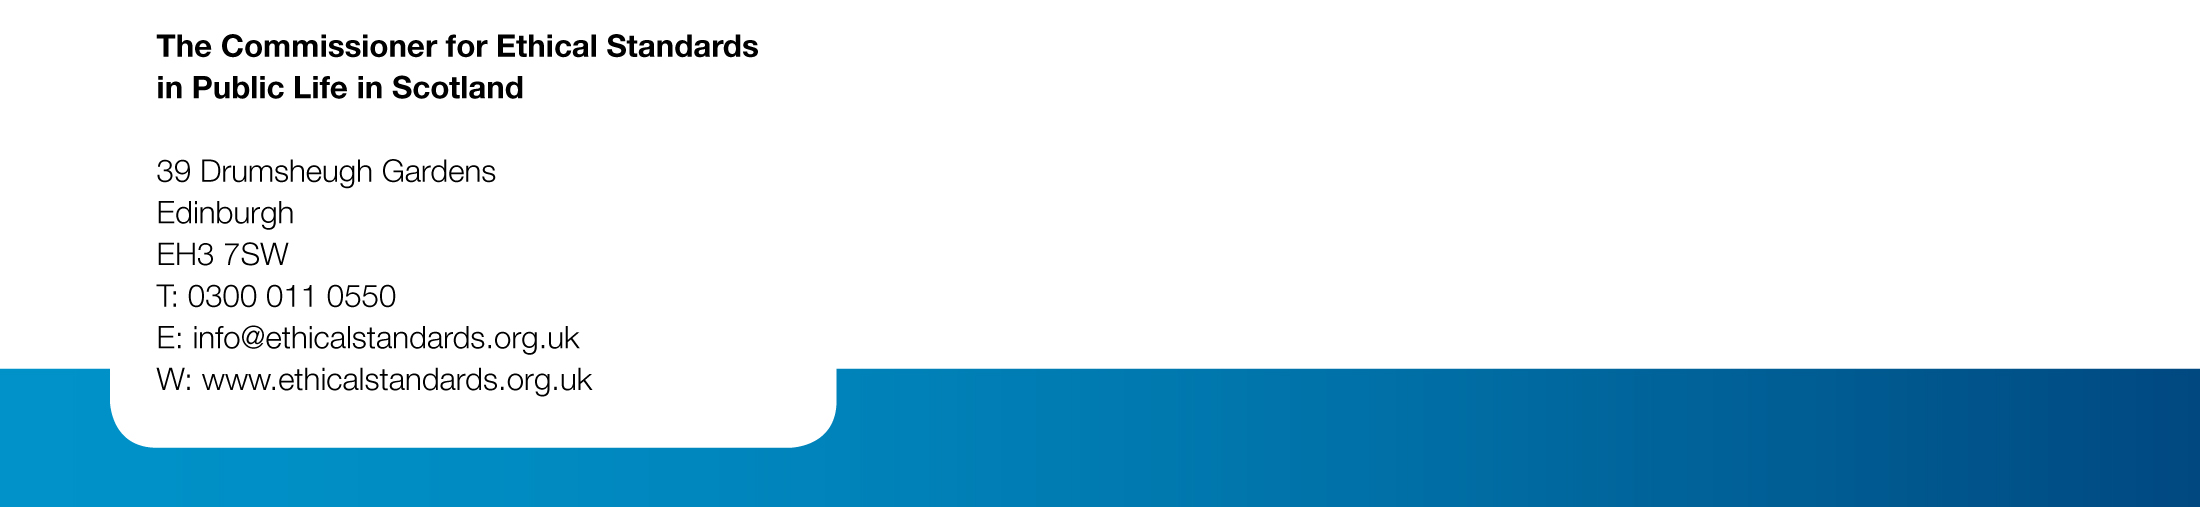 The Commissioner for Ethical Standards
in Public Life in Scotland
39 Drumsheugh Gardens
Edinburgh
EH3 7SW
T: 0300 011 0550
E: info@ethicalstandards.org.uk
W: www.ethicalstandards.org.uk